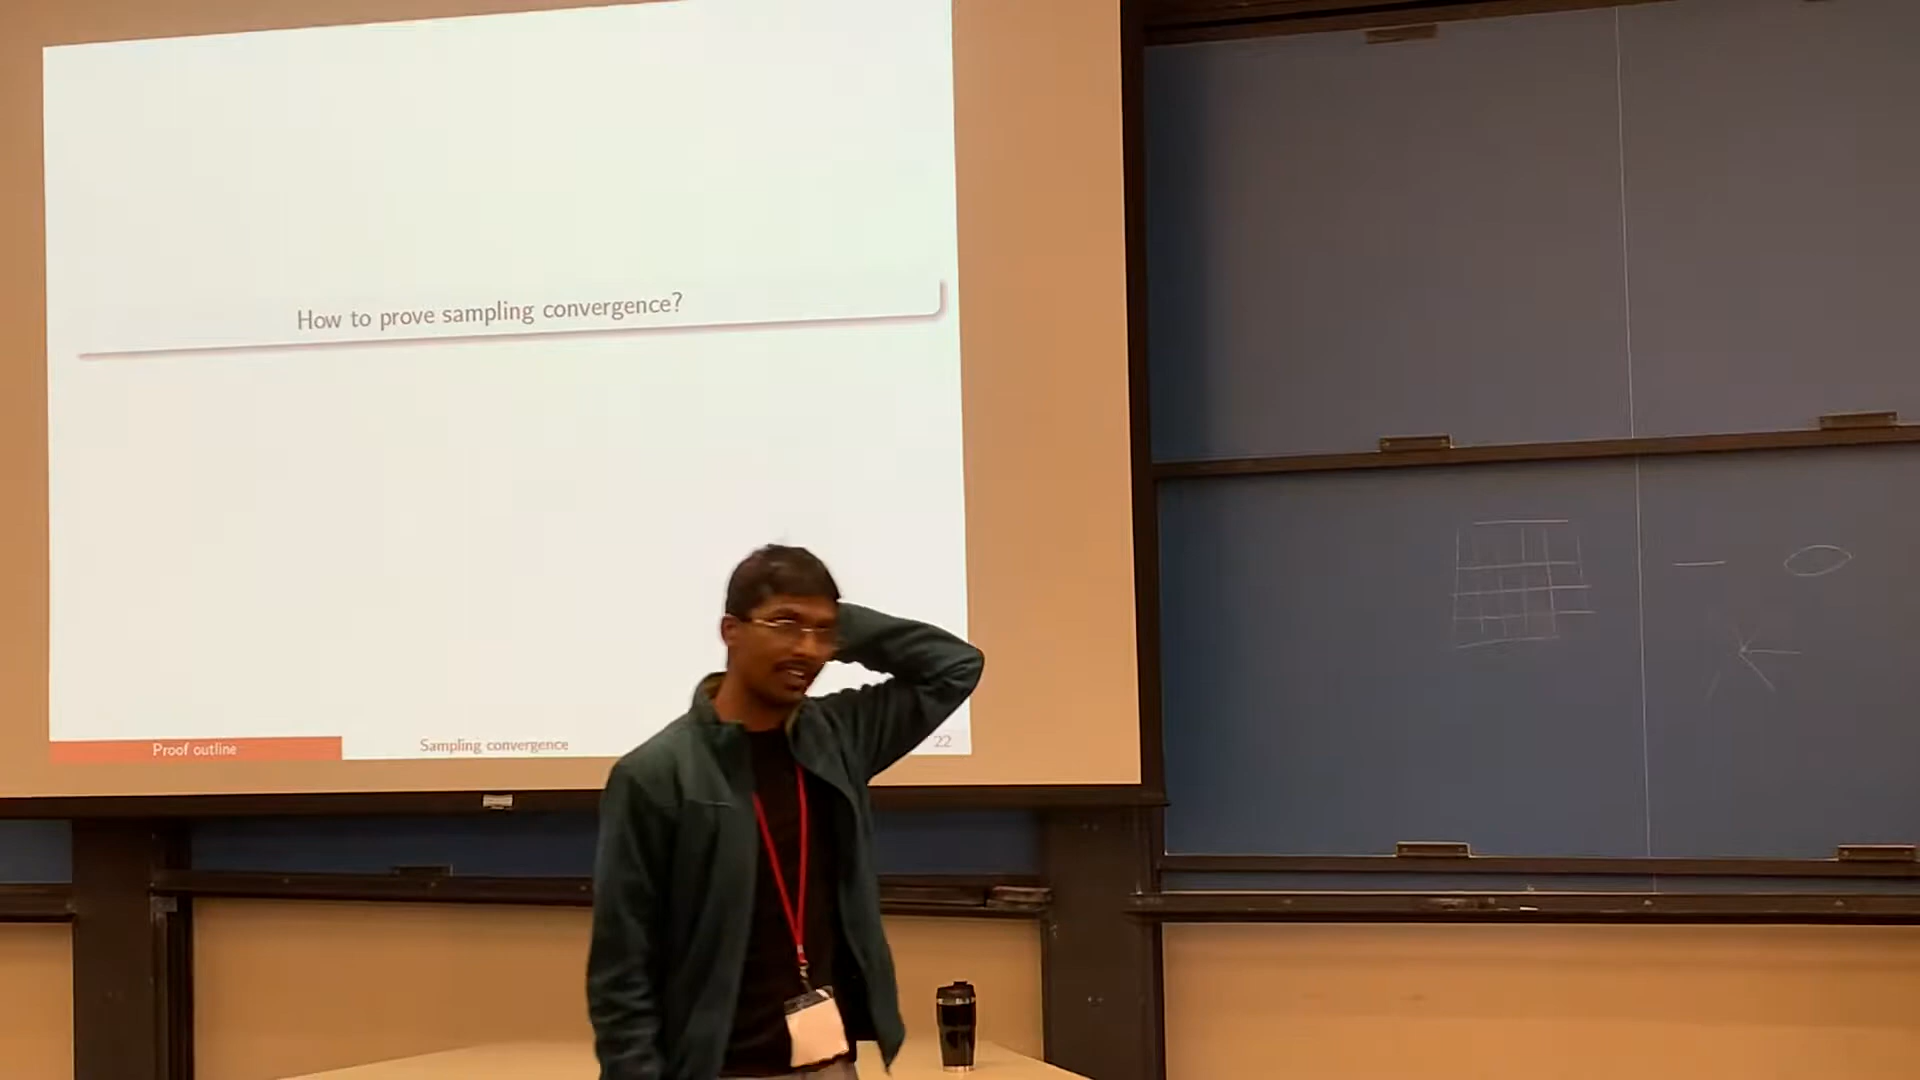 How to prove sampling convergence?
Proof outline
Sampling convergence
22